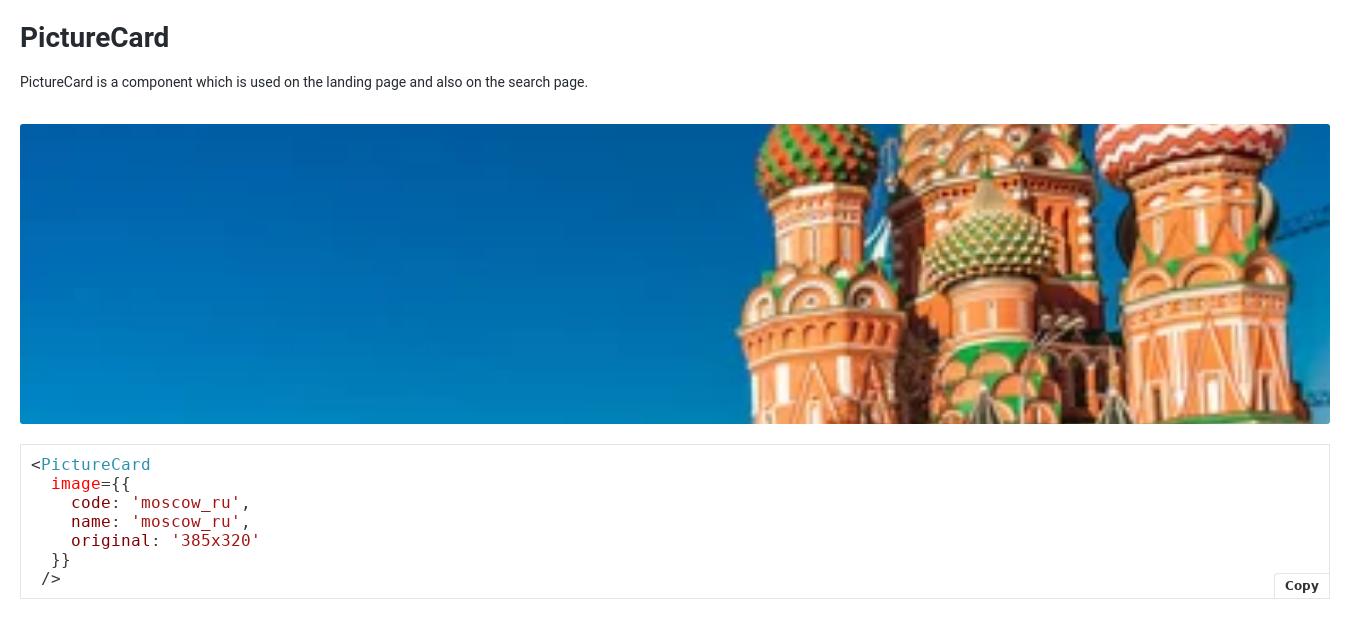 PictureCard
PictureCard is a component which is used on the landing page and also on the search page.
<PictureCard
  image={{
    code: 'moscow_ru',
    name: 'moscow_ru',
    original: '385x320'
  }}
 />
Copy